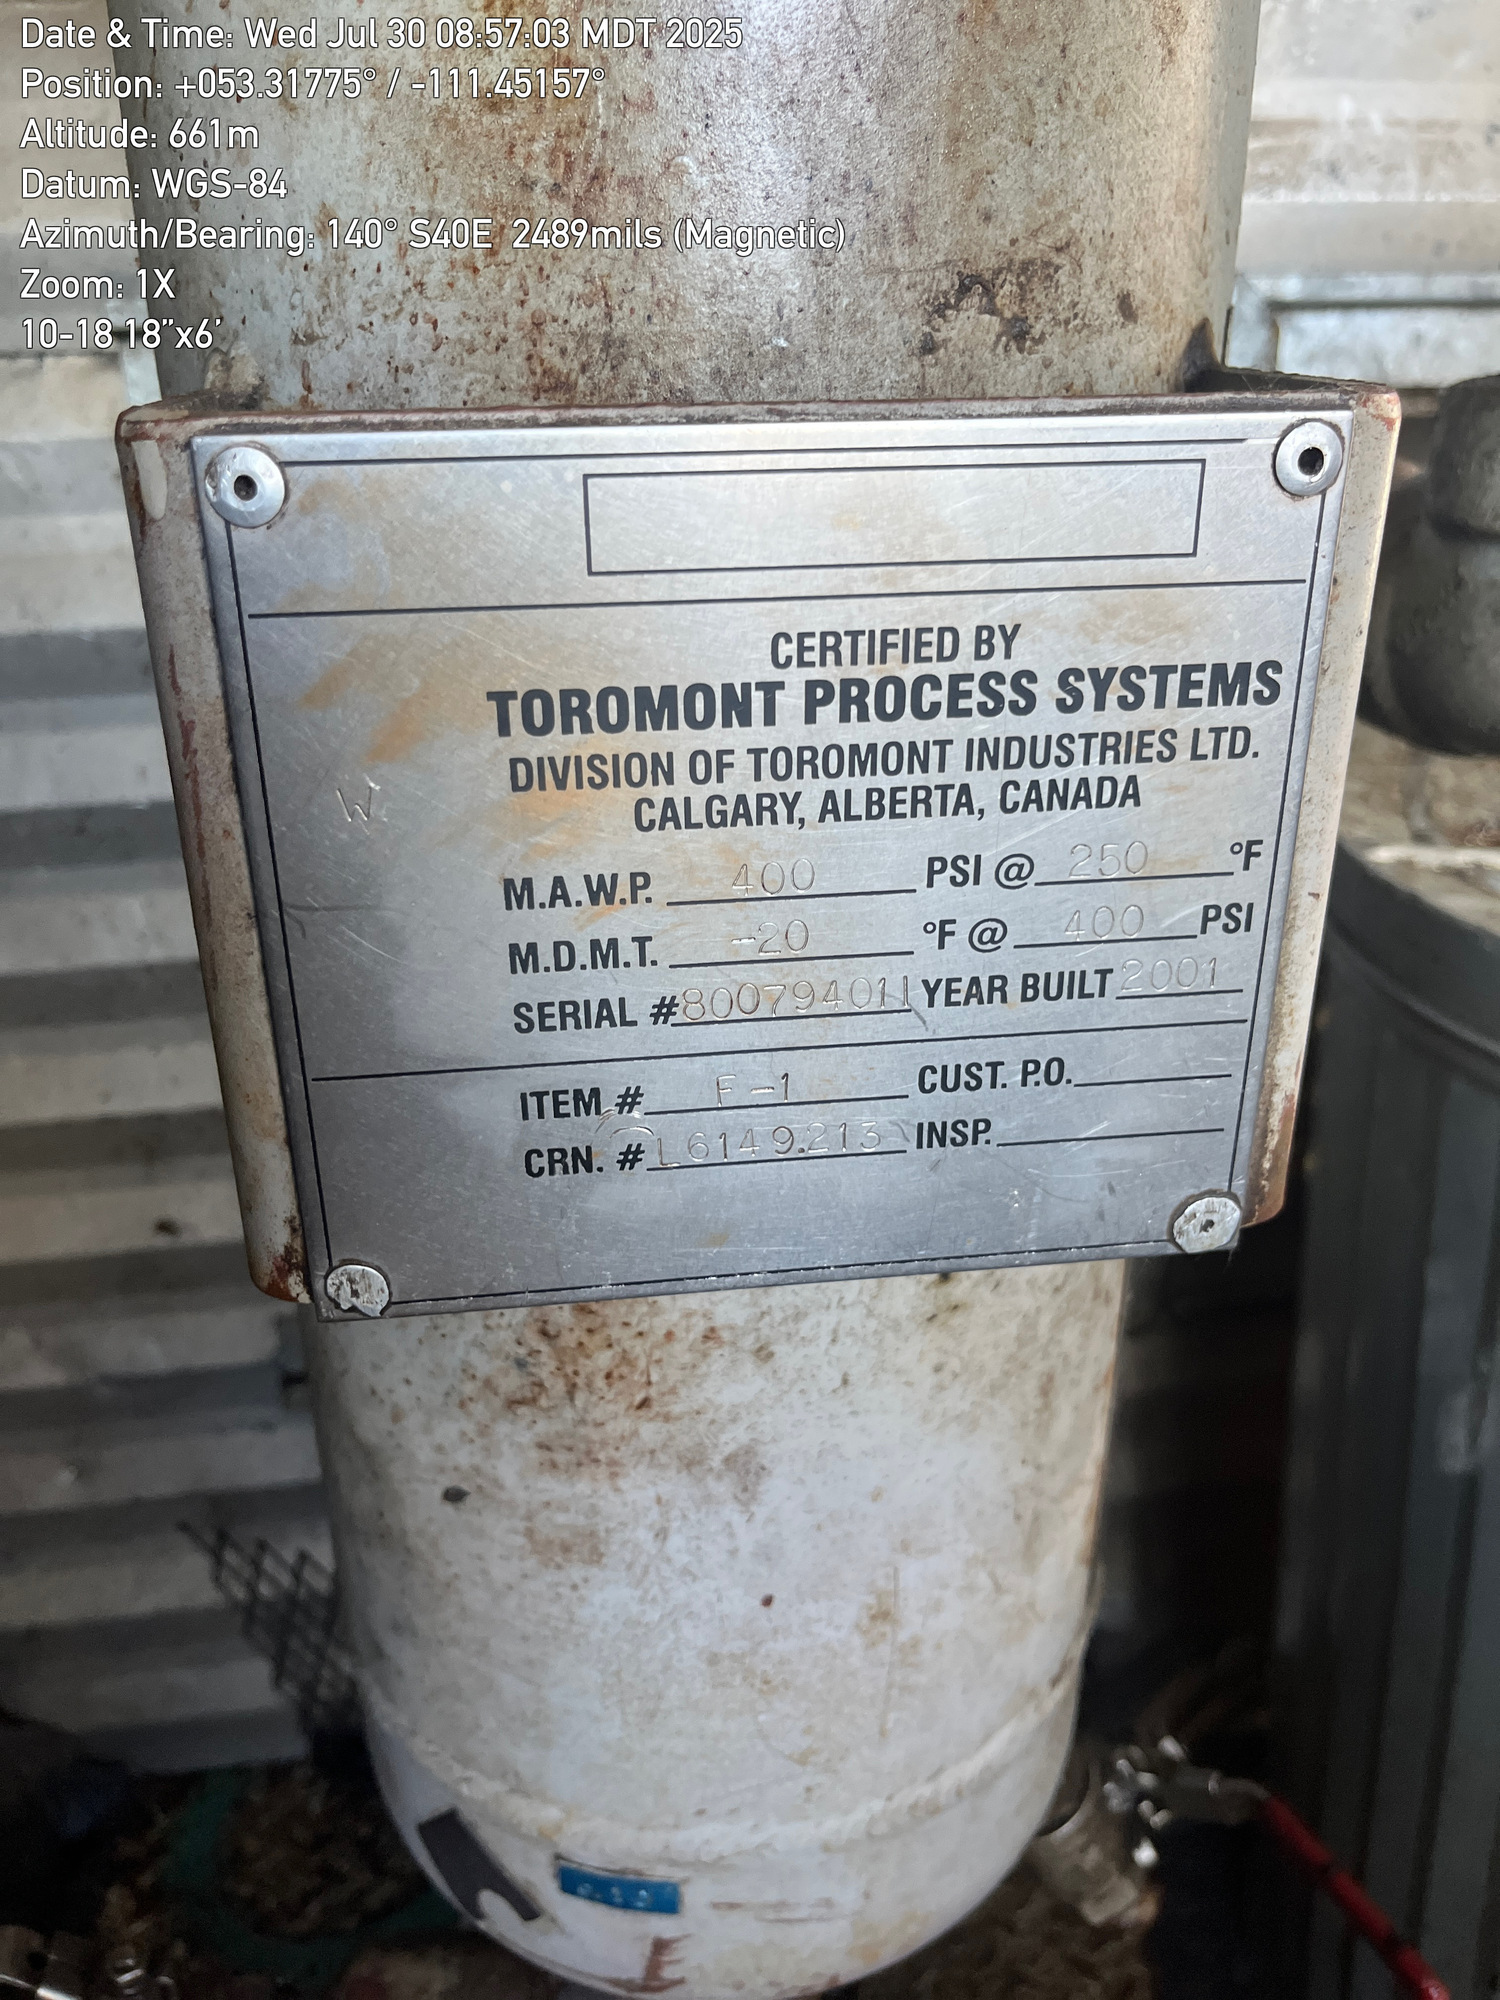 Date & Time: Wed Jul 30 08:57:03 MDT 2025
Position: +053.31775° / -111.45157°
Altitude: 661m
Datum: WGS-84
Azimuth/Bearing: 140° S40E 2489mils (Magnetic)
Zoom: 1X
10-18 18"x6'
CERTIFIED BY
TOROMONT PROCESS SYSTEMS
DIVISION OF TOROMONT INDUSTRIES LTD.
CALGARY, ALBERTA, CANADA
W
M.A.W.P. 400 PSI @ 250 °F
M.D.M.T. -20 °F @ 400 PSI
SERIAL # 800794011 YEAR BUILT 2001
ITEM # F-1 CUST. P.O.
CRN. # L6149.213 INSP.